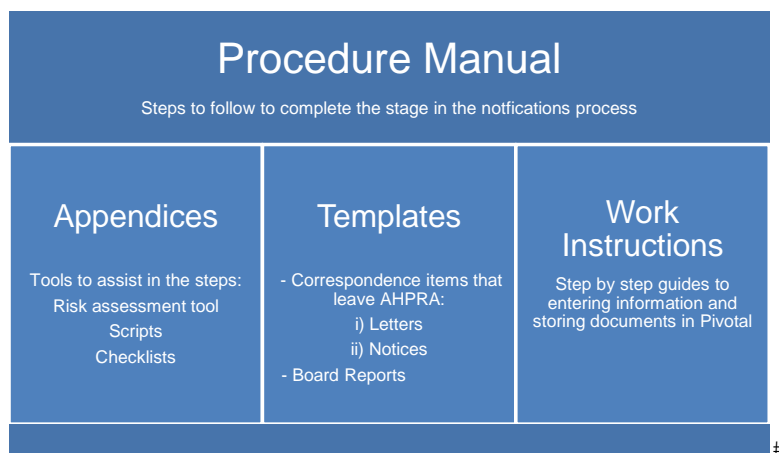 Procedure Manual
Steps to follow to complete the stage in the notfications process
Appendices
Tools to assist in the steps:
Risk assessment tool
Scripts
Checklists
Templates
- Correspondence items that
leave AHPRA:
i) Letters
ii) Notices
- Board Reports
Work
Instructions
Step by step guides to
entering information and
storing documents in Pivotal